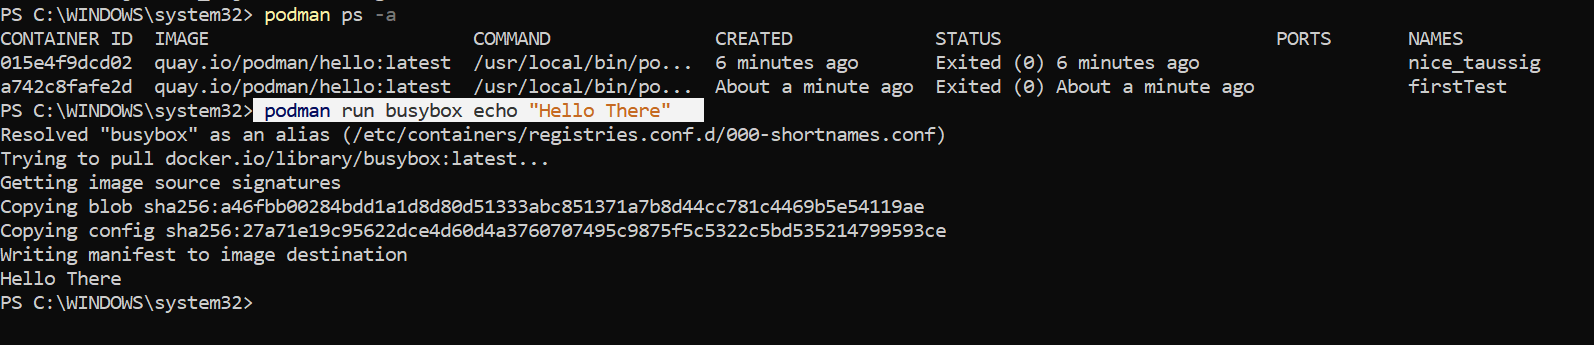 PS C:\WINDOWS\system32> podman ps -a
CONTAINER ID  IMAGE                       COMMAND               CREATED             STATUS                         PORTS       NAMES
015e4f9dcd02  quay.io/podman/hello:latest  /usr/local/bin/po...  6 minutes ago       Exited (0) 6 minutes ago                   nice_taussig
a742c8fafe2d  quay.io/podman/hello:latest  /usr/local/bin/po...  About a minute ago  Exited (0) About a minute ago              firstTest
PS C:\WINDOWS\system32> podman run busybox echo "Hello There"
Resolved "busybox" as an alias (/etc/containers/registries.conf.d/000-shortnames.conf)
Trying to pull docker.io/library/busybox:latest...
Getting image source signatures
Copying blob sha256:a46fbb00284bdd1a1d8d80d51333abc851371a7b8d44cc781c4469b5e54119ae
Copying config sha256:27a71e19c95622dce4d60d4a3760707495c9875f5c5322c5bd535214799593ce
Writing manifest to image destination
Hello There
PS C:\WINDOWS\system32>